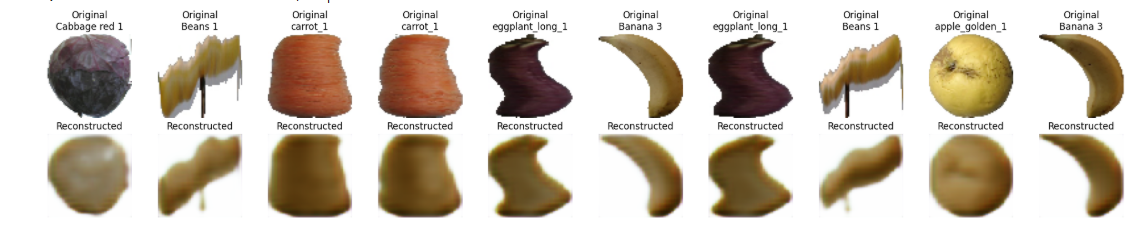 Original Original Original Original Original Original Original Original Original Original
Cabbage red 1 Beans 1 carrot_1 carrot_1 eggplant_long_1 Banana 3 eggplant_long_1 Beans 1 apple_golden_1 Banana 3
Reconstructed Reconstructed Reconstructed Reconstructed Reconstructed Reconstructed Reconstructed Reconstructed Reconstructed Reconstructed